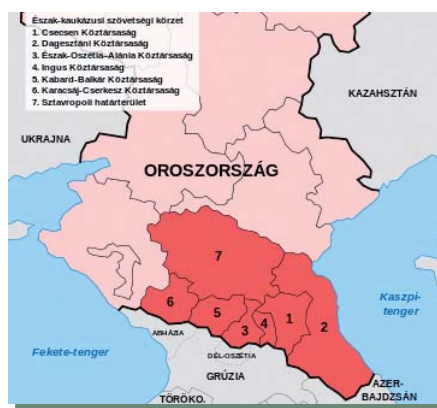 Észak-kaukázusi szövetségi körzet
1. Csecsen Köztársaság
2. Dagesztáni Köztársaság
3. Észak-Oszétia-Alánia Köztársaság
4. Ingus Köztársaság
5. Kabard-Balkár Köztársaság
6. Karacsáj-Cserkesz Köztársaság
7. Sztavropoli határterület
KAZAHSZTÁN
UKRAJNA
OROSZORSZÁG
7
Kaszpi-
tenger
6
5
3
4
1
2
ABHÁZIA
Fekete-tenger
DÉL-OSZÉTIA
GRÚZIA
AZER-
BAJDZSÁN
TÖRÖKO.